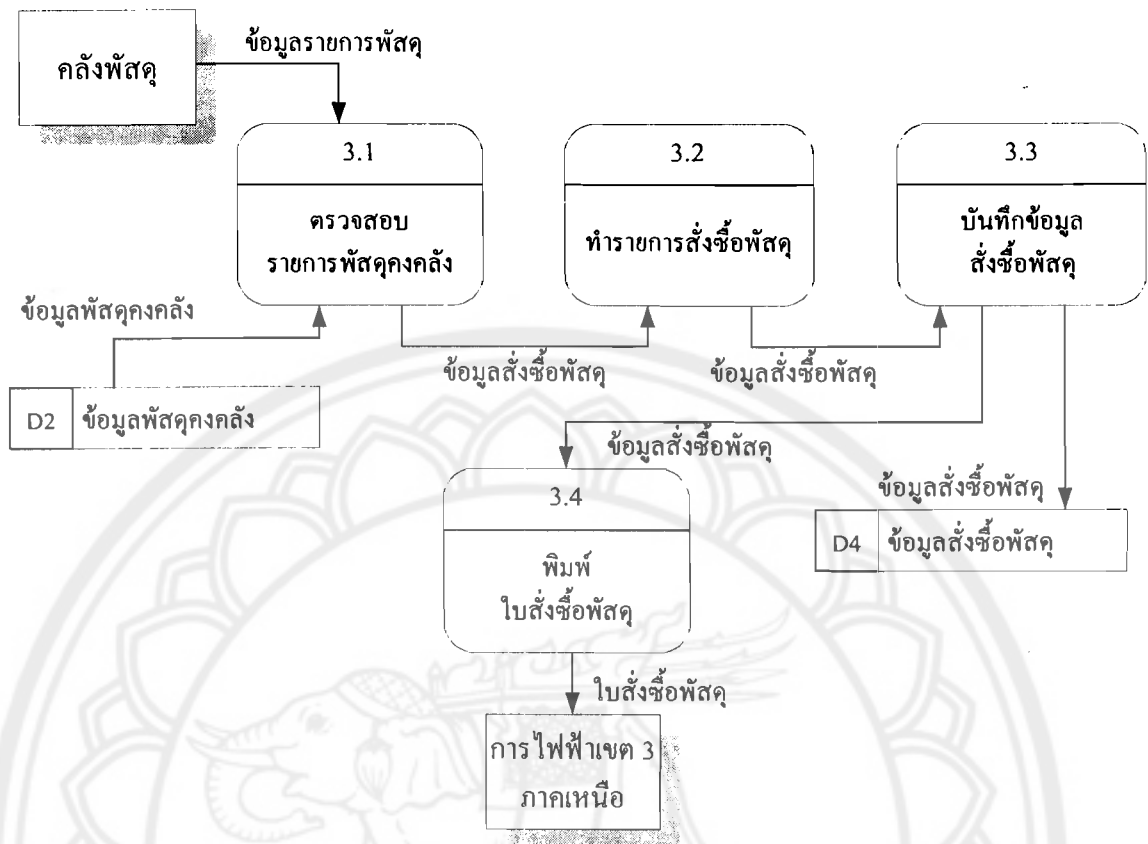 คลังพัสดุ
ข้อมูลรายการพัสดุ
3.1
ตรวจสอบ
รายการพัสดุคงคลัง
3.2
ทำรายการสั่งซื้อพัสดุ
3.3
บันทึกข้อมูล
สั่งซื้อพัสดุ
ข้อมูลพัสดุคงคลัง
D2 ข้อมูลพัสดุคงคลัง
ข้อมูลสั่งซื้อพัสดุ
ข้อมูลสั่งซื้อพัสดุ
ข้อมูลสั่งซื้อพัสดุ
3.4
พิมพ์
ใบสั่งซื้อพัสดุ
ข้อมูลสั่งซื้อพัสดุ
D4 ข้อมูลสั่งซื้อพัสดุ
ใบสั่งซื้อพัสดุ
การไฟฟ้าเขต 3
ภาคเหนือ